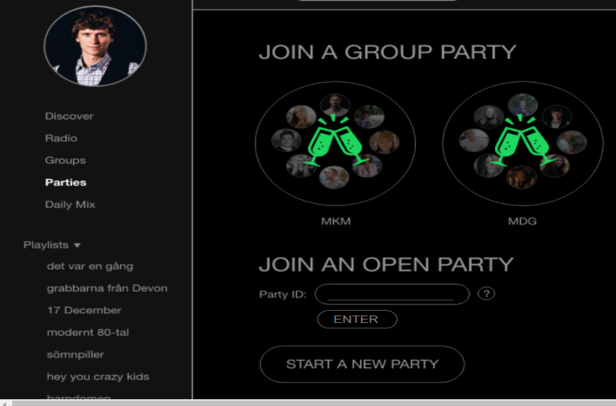 Discover
Radio
Groups
Parties
Daily Mix
Playlists
det var en gång
grabbarna från Devon
17 December
modernt 80-tal
sömnpiller
hey you crazy kids
barndomen
JOIN A GROUP PARTY
MKM
MDG
JOIN AN OPEN PARTY
Party ID:
?
ENTER
START A NEW PARTY